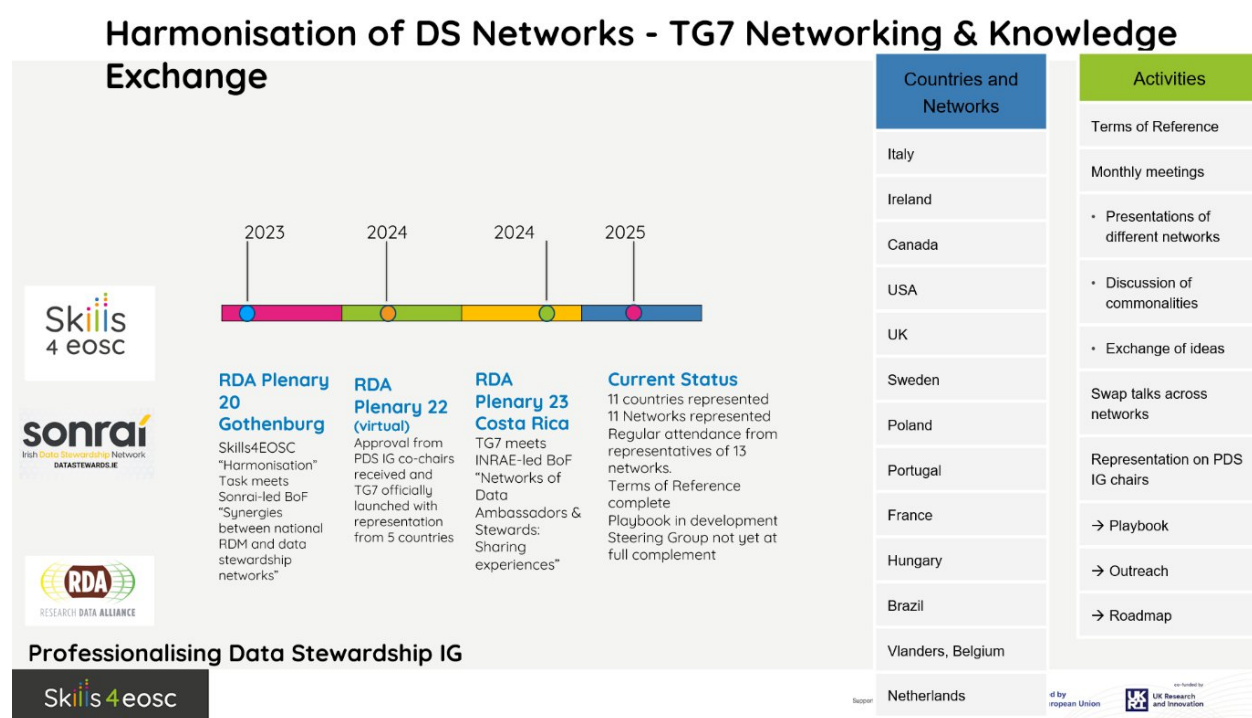 Harmonisation of DS Networks - TG7 Networking & Knowledge
Exchange
2023
2024
2024
2025
Skills
4 eosc
sonraí
Irish Data Stewardship Network
DATASTEWARDS.IE
RDA
RESEARCH DATA ALLIANCE
RDA Plenary
20
Gothenburg
Skills4EOSC
“Harmonisation”
Task meets
Sonrai-led BoF
“Synergies
between national
RDM and data
stewardship
networks”
RDA
Plenary 22
(virtual)
Approval from
PDS IG co-chairs
received and
TG7 officially
launched with
representation
from 5 countries
RDA
Plenary 23
Costa Rica
TG7 meets
INRAE-led BoF
“Networks of
Data
Ambassadors &
Stewards:
Sharing
experiences”
Current Status
11 countries represented
11 Networks represented
Regular attendance from
representatives of 13
networks.
Terms of Reference
complete
Playbook in development
Steering Group not yet at
full complement
Countries and
Networks
Italy
Ireland
Canada
USA
UK
Sweden
Poland
Portugal
France
Hungary
Brazil
Vlanders, Belgium
Netherlands
Activities
Terms of Reference
Monthly meetings
• Presentations of
different networks
• Discussion of
commonalities
• Exchange of ideas
Swap talks across
networks
Representation on PDS
IG chairs
→ Playbook
→ Outreach
→ Roadmap
Professionalising Data Stewardship IG
Skills4eosc
Suppor
d by
uropean Union
co-funded by
UKRI
UK Research
and Innovation